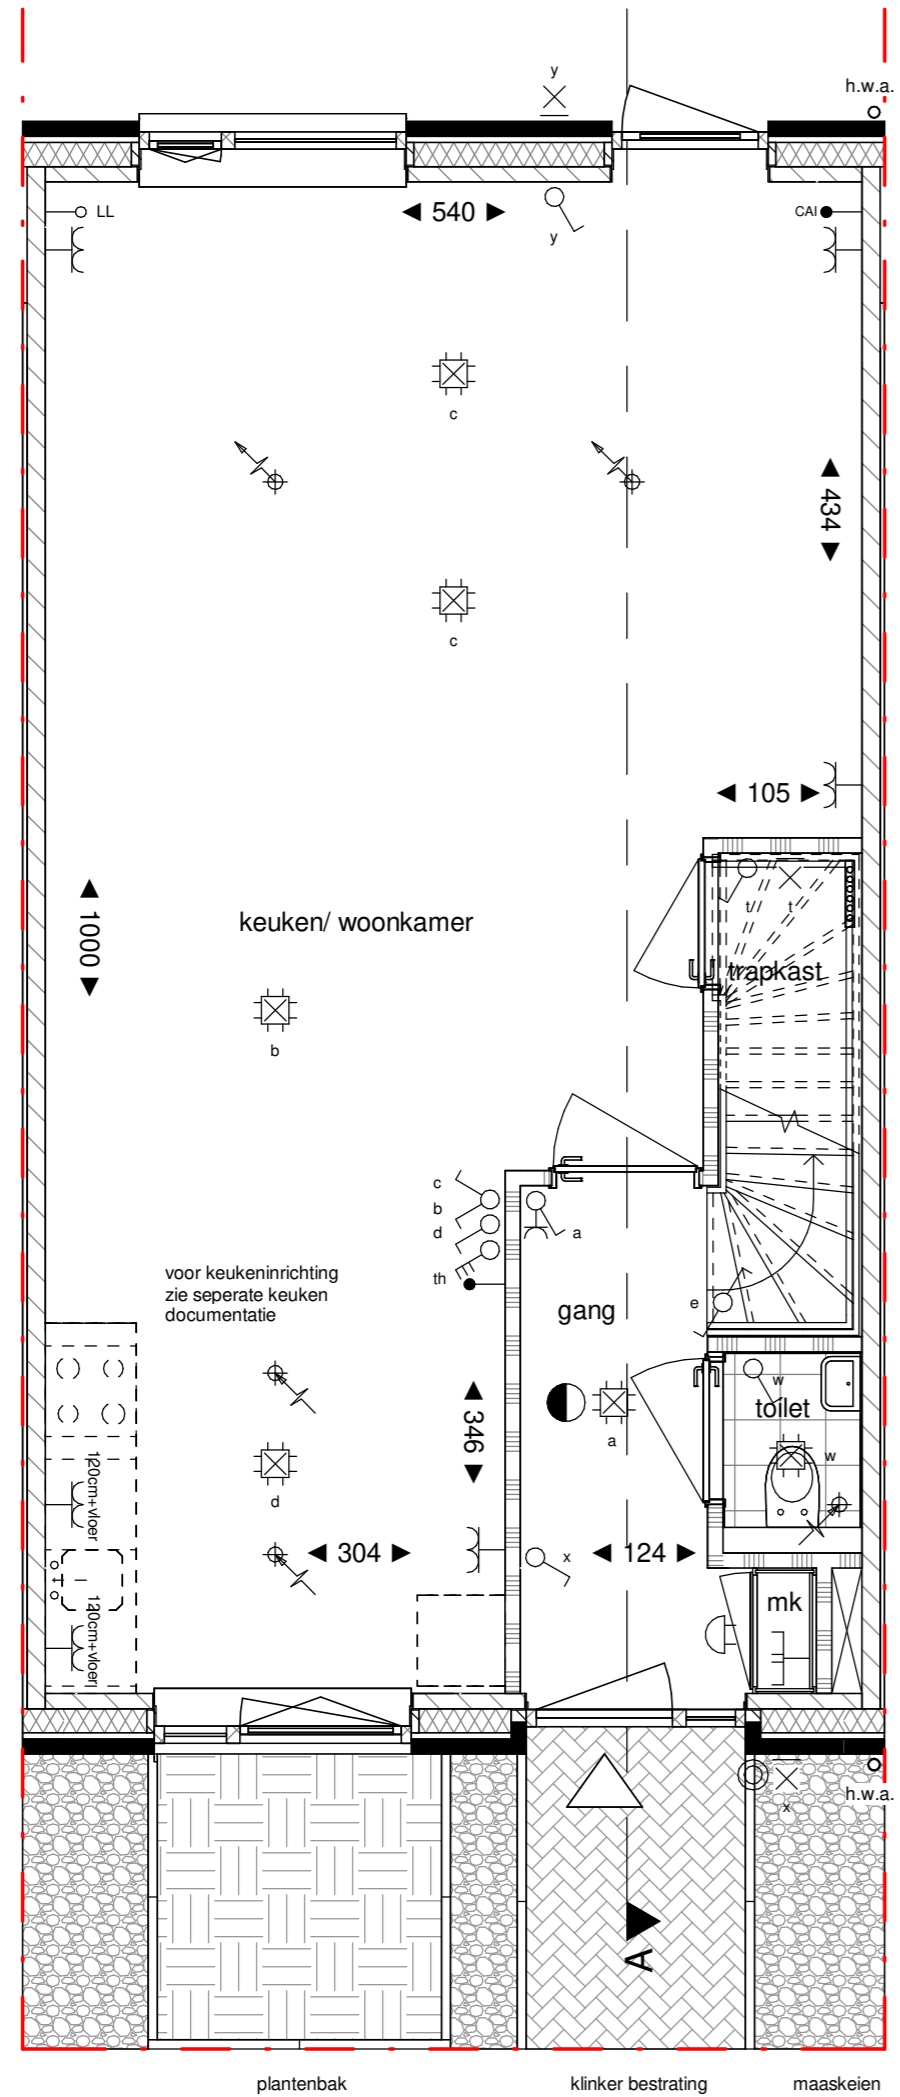 y
h.w.a.
LL
540
y
CAI
c
434
c
105
t
t
trapkast
1000
keuken/ woonkamer
b
c
b
d
th
a
voor keukeninrichting
zie seperate keuken
documentatie
gang
e
w
toilet
346
a
w
d
120cm+vloer
304
x
124
120cm+vloer
mk
x
h.w.a.
A
plantenbak
klinker bestrating
maaskeien